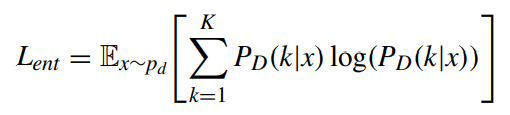 $L_{ent} = \mathbb{E}_{x \sim p_d} \left[ \sum_{k=1}^{K} P_D(k|x) \log(P_D(k|x)) \right]$